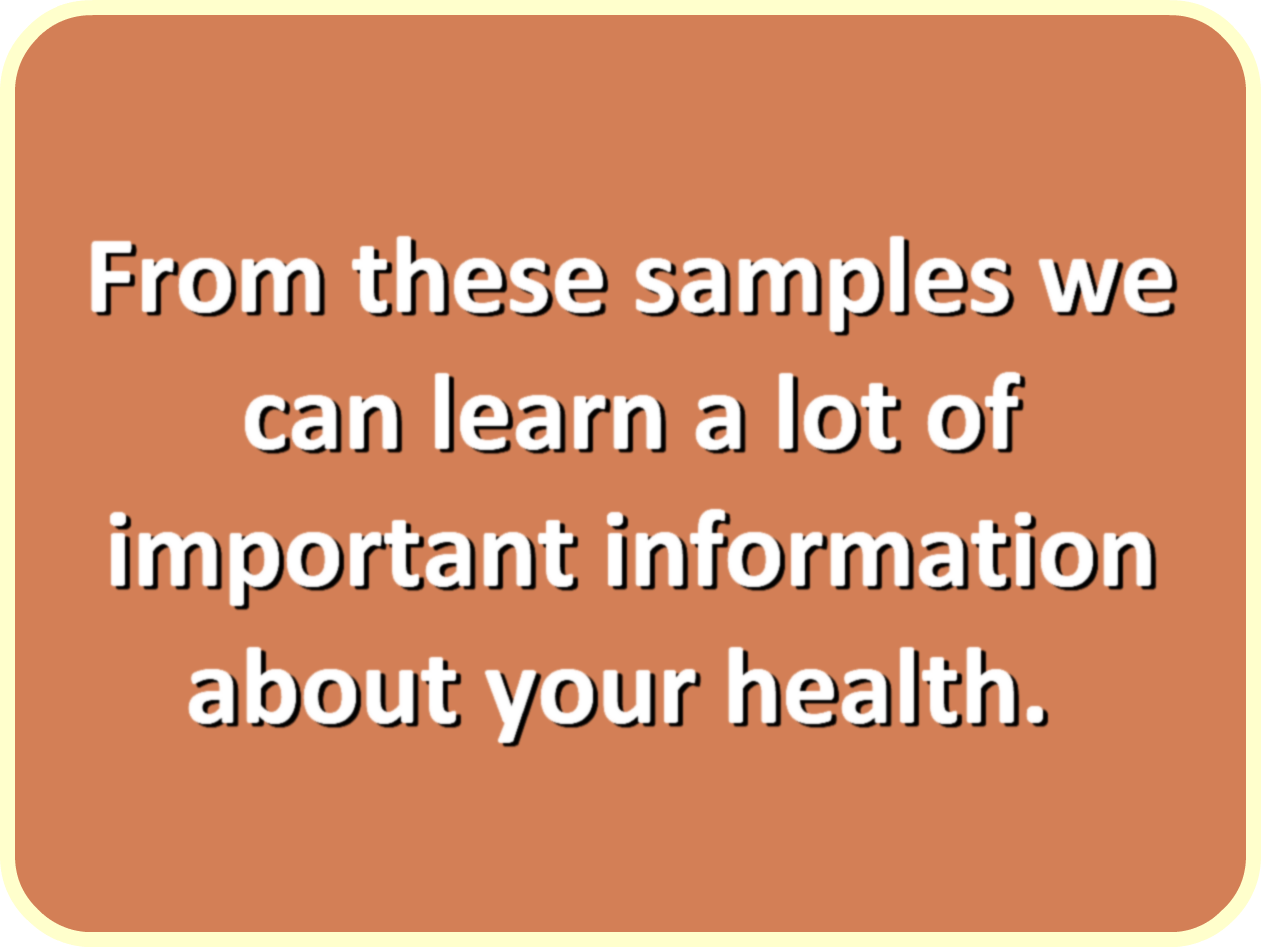 From these samples we
can learn a lot of
important information
about your health.